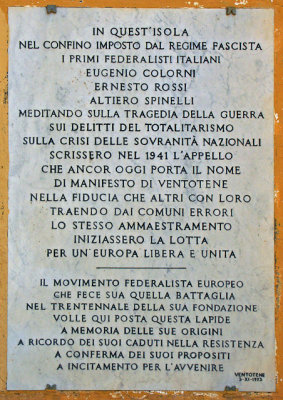 IN QUEST'ISOLA
NEL CONFINO IMPOSTO DAL REGIME FASCISTA
I PRIMI FEDERALISTI ITALIANI
EUGENIO COLORNI
ERNESTO ROSSI
ALTIERO SPINELLI
MEDITANDO SULLA TRAGEDIA DELLA GUERRA
SUI DELITTI DEL TOTALITARISMO
SULLA CRISI DELLE SOVRANITÀ NAZIONALI
SCRISSERO NEL 1941 L'APPELLO
CHE ANCOR OGGI PORTA IL NOME
DI MANIFESTO DI VENTOTENE
NELLA FIDUCIA CHE ALTRI CON LORO
TRAENDO DAI COMUNI ERRORI
LO STESSO AMMAESTRAMENTO
INIZIASSERO LA LOTTA
PER UN'EUROPA LIBERA E UNITA
IL MOVIMENTO FEDERALISTA EUROPEO
CHE FECE SUA QUELLA BATTAGLIA
NEL TRENTENNALE DELLA SUA FONDAZIONE
VOLLE QUI POSTA QUESTA LAPIDE
A MEMORIA DELLE SUE ORIGINI
A RICORDO DEI SUOI CADUTI NELLA RESISTENZA
A CONFERMA DEI SUOI PROPOSITI
A INCITAMENTO PER L'AVVENIRE
VENTOTENE
3-XI-1973